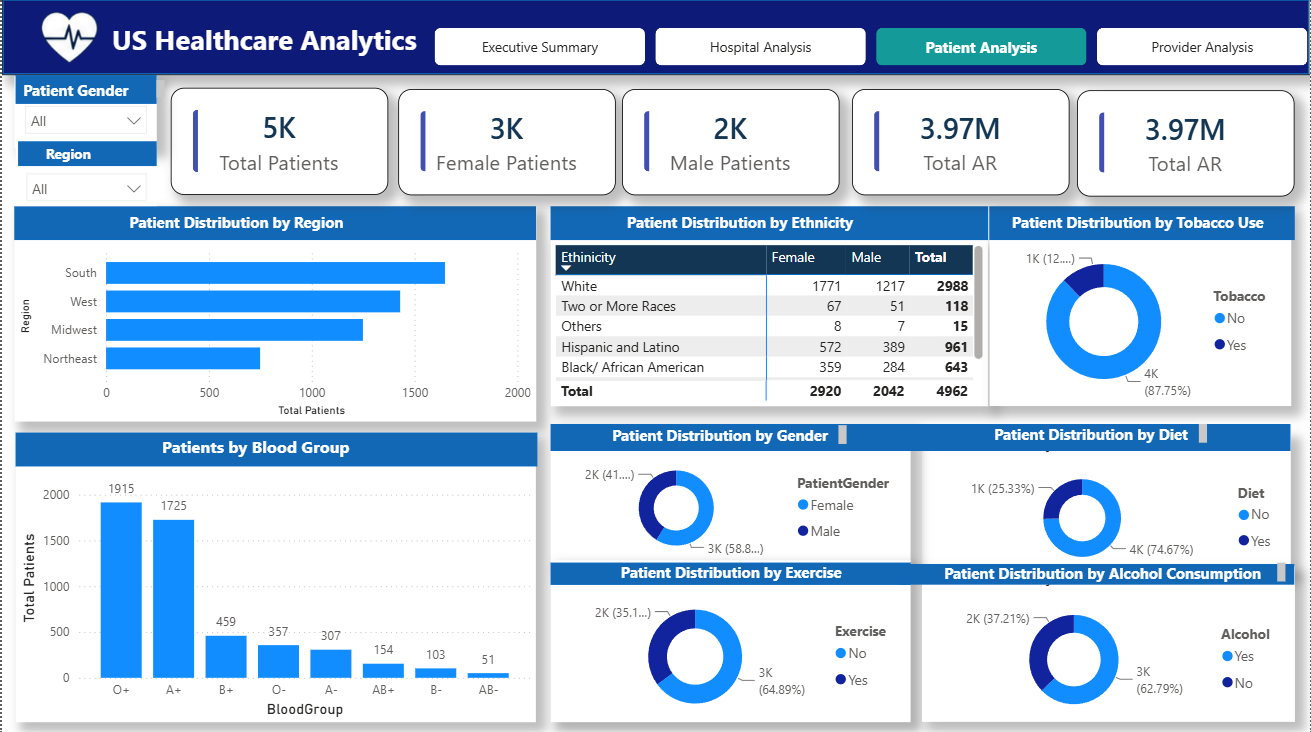 US Healthcare Analytics
Executive Summary
Hospital Analysis
Patient Analysis
Provider Analysis
Patient Gender
All
Region
All
5K
Total Patients
3K
Female Patients
2K
Male Patients
3.97M
Total AR
3.97M
Total AR
Patient Distribution by Region
Region
South
West
Midwest
Northeast
0 500 1000 1500 2000
Total Patients
Patient Distribution by Ethnicity
Ethinicity Female Male Total
White 1771 1217 2988
Two or More Races 67 51 118
Others 8 7 15
Hispanic and Latino 572 389 961
Black/ African American 359 284 643
Total 2920 2042 4962
Patient Distribution by Tobacco Use
1K (12....)
4K
(87.75%)
Tobacco
No
Yes
Patients by Blood Group
Total Patients
2000
1500
1000
500
0
1915 1725 459 357 307 154 103 51
O+ A+ B+ O- A- AB+ B- AB-
BloodGroup
Patient Distribution by Gender
2K (41....)
3K (58.8...)
PatientGender
Female
Male
Patient Distribution by Diet
1K (25.33%)
4K (74.67%)
Diet
No
Yes
Patient Distribution by Exercise
2K (35.1...)
3K
(64.89%)
Exercise
No
Yes
Patient Distribution by Alcohol Consumption
2K (37.21%)
3K
(62.79%)
Alcohol
Yes
No